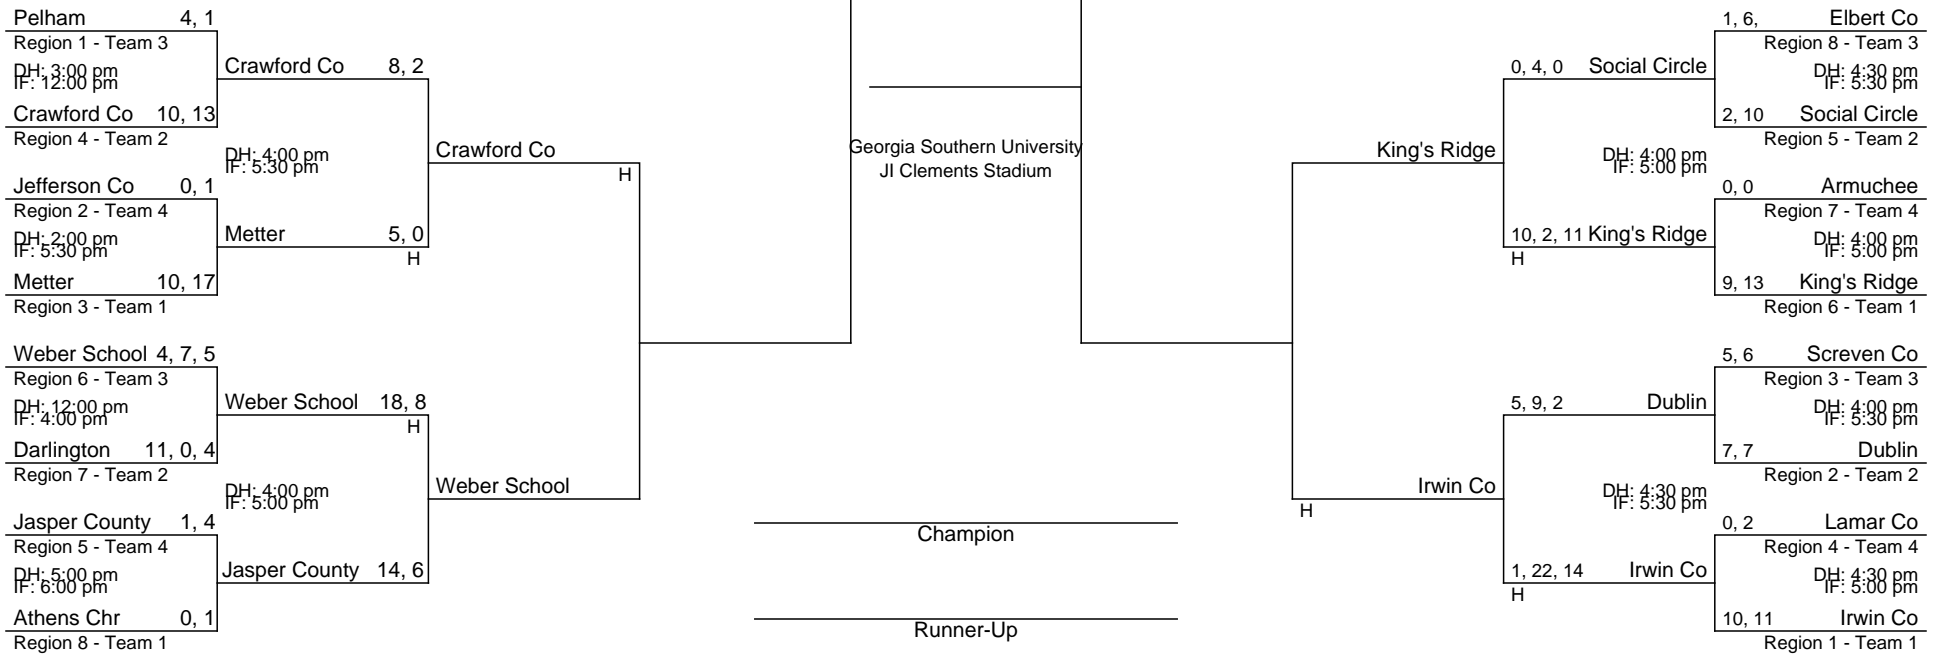 Pelham 4, 1
Region 1 - Team 3
DH: 3:00 pm
IF: 12:00 pm
Crawford Co 10, 13
Region 4 - Team 2
Jefferson Co 0, 1
Region 2 - Team 4
DH: 2:00 pm
IF: 5:30 pm
Metter 10, 17
Region 3 - Team 1
Weber School 4, 7, 5
Region 6 - Team 3
DH: 12:00 pm
IF: 4:00 pm
Darlington 11, 0, 4
Region 7 - Team 2
Jasper County 1, 4
Region 5 - Team 4
DH: 5:00 pm
IF: 6:00 pm
Athens Chr 0, 1
Region 8 - Team 1
Crawford Co 8, 2
DH: 4:00 pm
IF: 5:30 pm
Metter 5, 0
H
Weber School 18, 8
H
DH: 4:00 pm
IF: 5:00 pm
Jasper County 14, 6
Crawford Co
H
Weber School
Georgia Southern University
JI Clements Stadium
Champion
Runner-Up
King's Ridge
Irwin Co
H
0, 4, 0 Social Circle
DH: 4:00 pm
IF: 5:00 pm
10, 2, 11 King's Ridge
H
5, 9, 2 Dublin
DH: 4:30 pm
IF: 5:30 pm
1, 22, 14 Irwin Co
H
1, 6, Elbert Co
Region 8 - Team 3
DH: 4:30 pm
IF: 5:30 pm
2, 10 Social Circle
Region 5 - Team 2
0, 0 Armuchee
Region 7 - Team 4
DH: 4:00 pm
IF: 5:00 pm
9, 13 King's Ridge
Region 6 - Team 1
5, 6 Screven Co
Region 3 - Team 3
DH: 4:00 pm
IF: 5:30 pm
7, 7 Dublin
Region 2 - Team 2
0, 2 Lamar Co
Region 4 - Team 4
DH: 4:30 pm
IF: 5:00 pm
10, 11 Irwin Co
Region 1 - Team 1